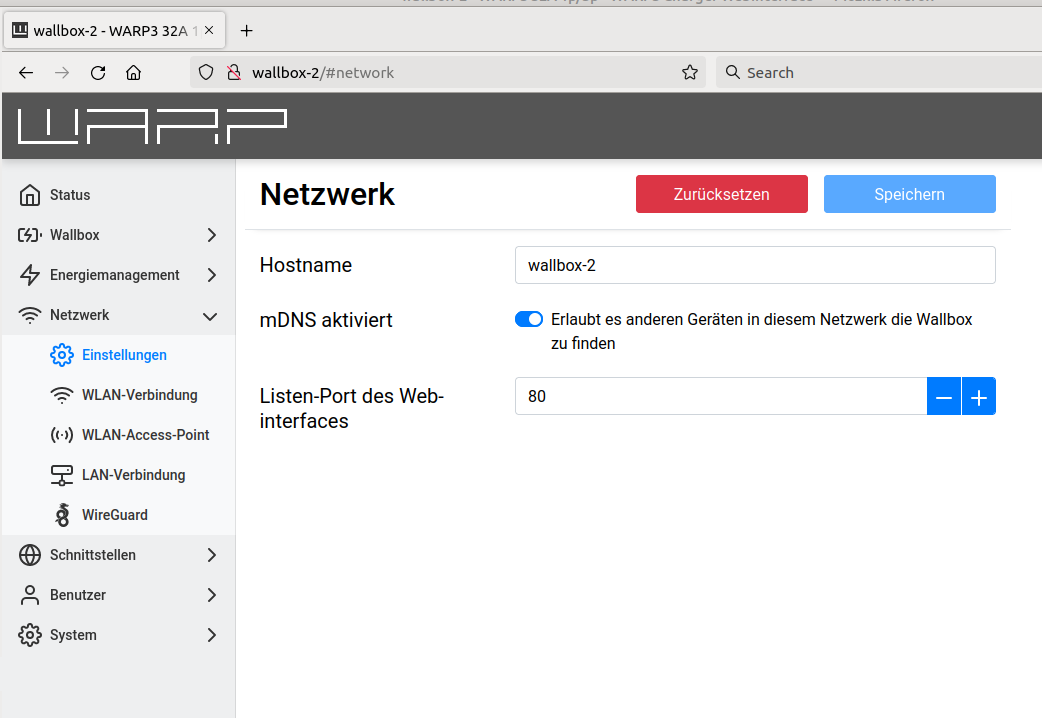 wallbox-2 - WARP3 32A 1
wallbox-2/#network
Search
WARP
Status
Wallbox
Energiemanagement
Netzwerk
Einstellungen
WLAN-Verbindung
WLAN-Access-Point
LAN-Verbindung
WireGuard
Schnittstellen
Benutzer
System
Netzwerk
Zurücksetzen
Speichern
Hostname
wallbox-2
mDNS aktiviert
Erlaubt es anderen Geräten in diesem Netzwerk die Wallbox
zu finden
Listen-Port des Web-
interfaces
80